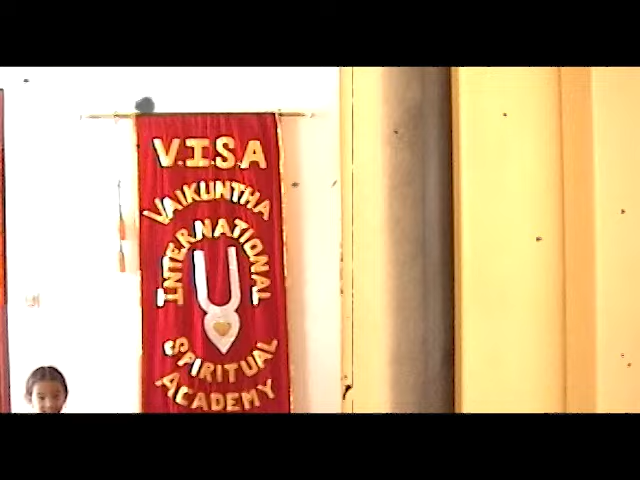 V.I.S.A
VAIKUNTHA
INTERNATIONAL
SPIRITUAL
ACADEMY